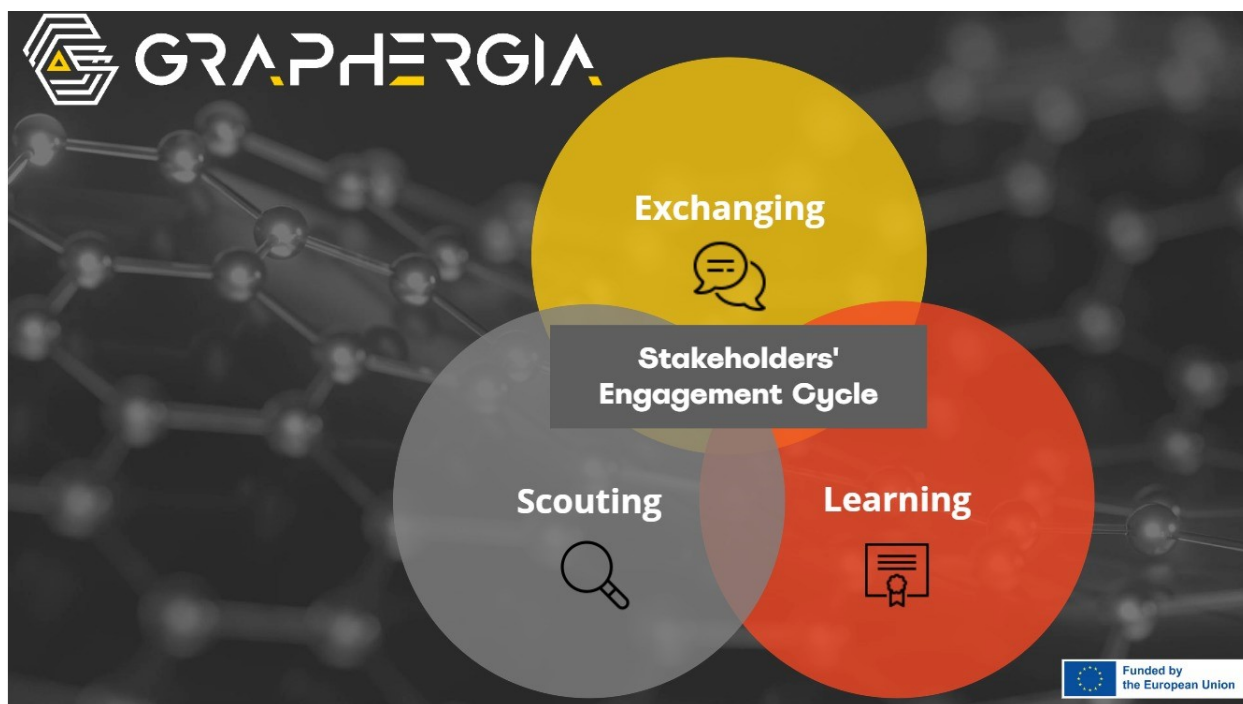 GRAPHERGIA
Exchanging
Stakeholders'
Engagement Cycle
Scouting
Learning
Funded by
the European Union